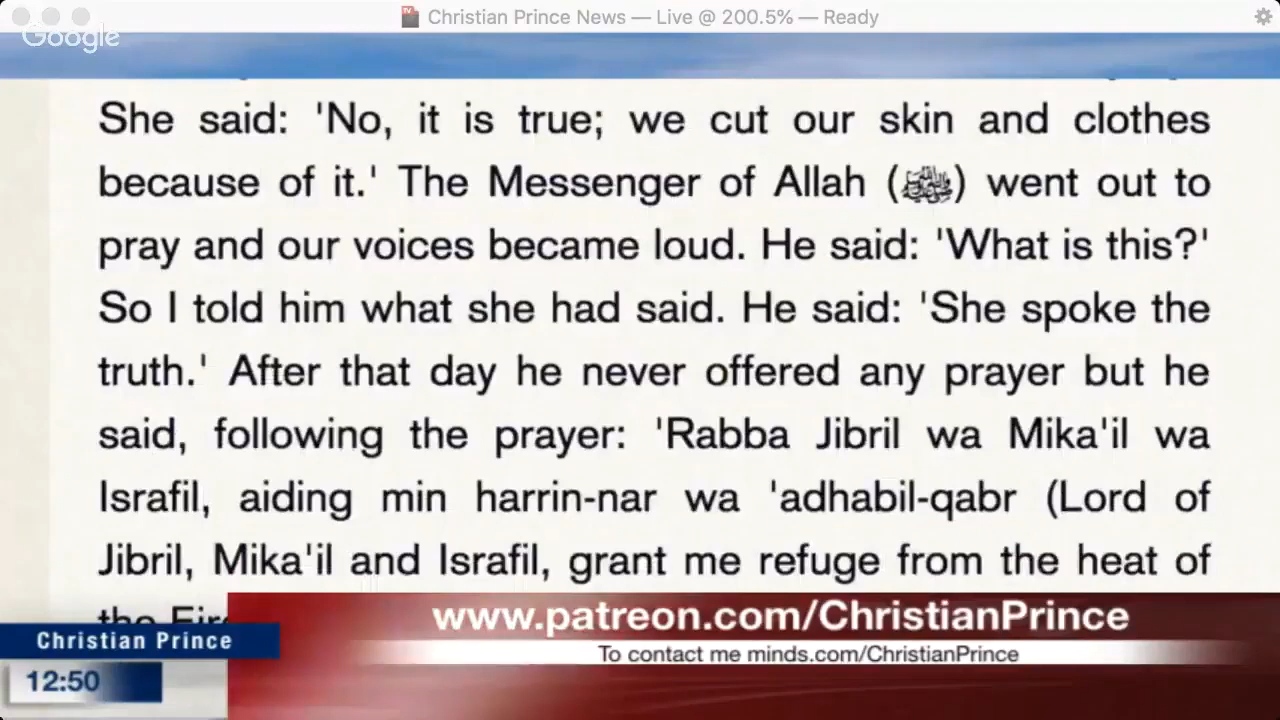 Christian Prince News — Live @ 200.5% — Ready
Google
She said: 'No, it is true; we cut our skin and clothes
because of it.' The Messenger of Allah (ﷺ) went out to
pray and our voices became loud. He said: 'What is this?'
So I told him what she had said. He said: 'She spoke the
truth.' After that day he never offered any prayer but he
said, following the prayer: 'Rabba Jibril wa Mika'il wa
Israfil, aiding min harrin-nar wa 'adhabil-qabr (Lord of
Jibril, Mika'il and Israfil, grant me refuge from the heat of
the Fire
www.patreon.com/ChristianPrince
Christian Prince
To contact me minds.com/ChristianPrince
12:50